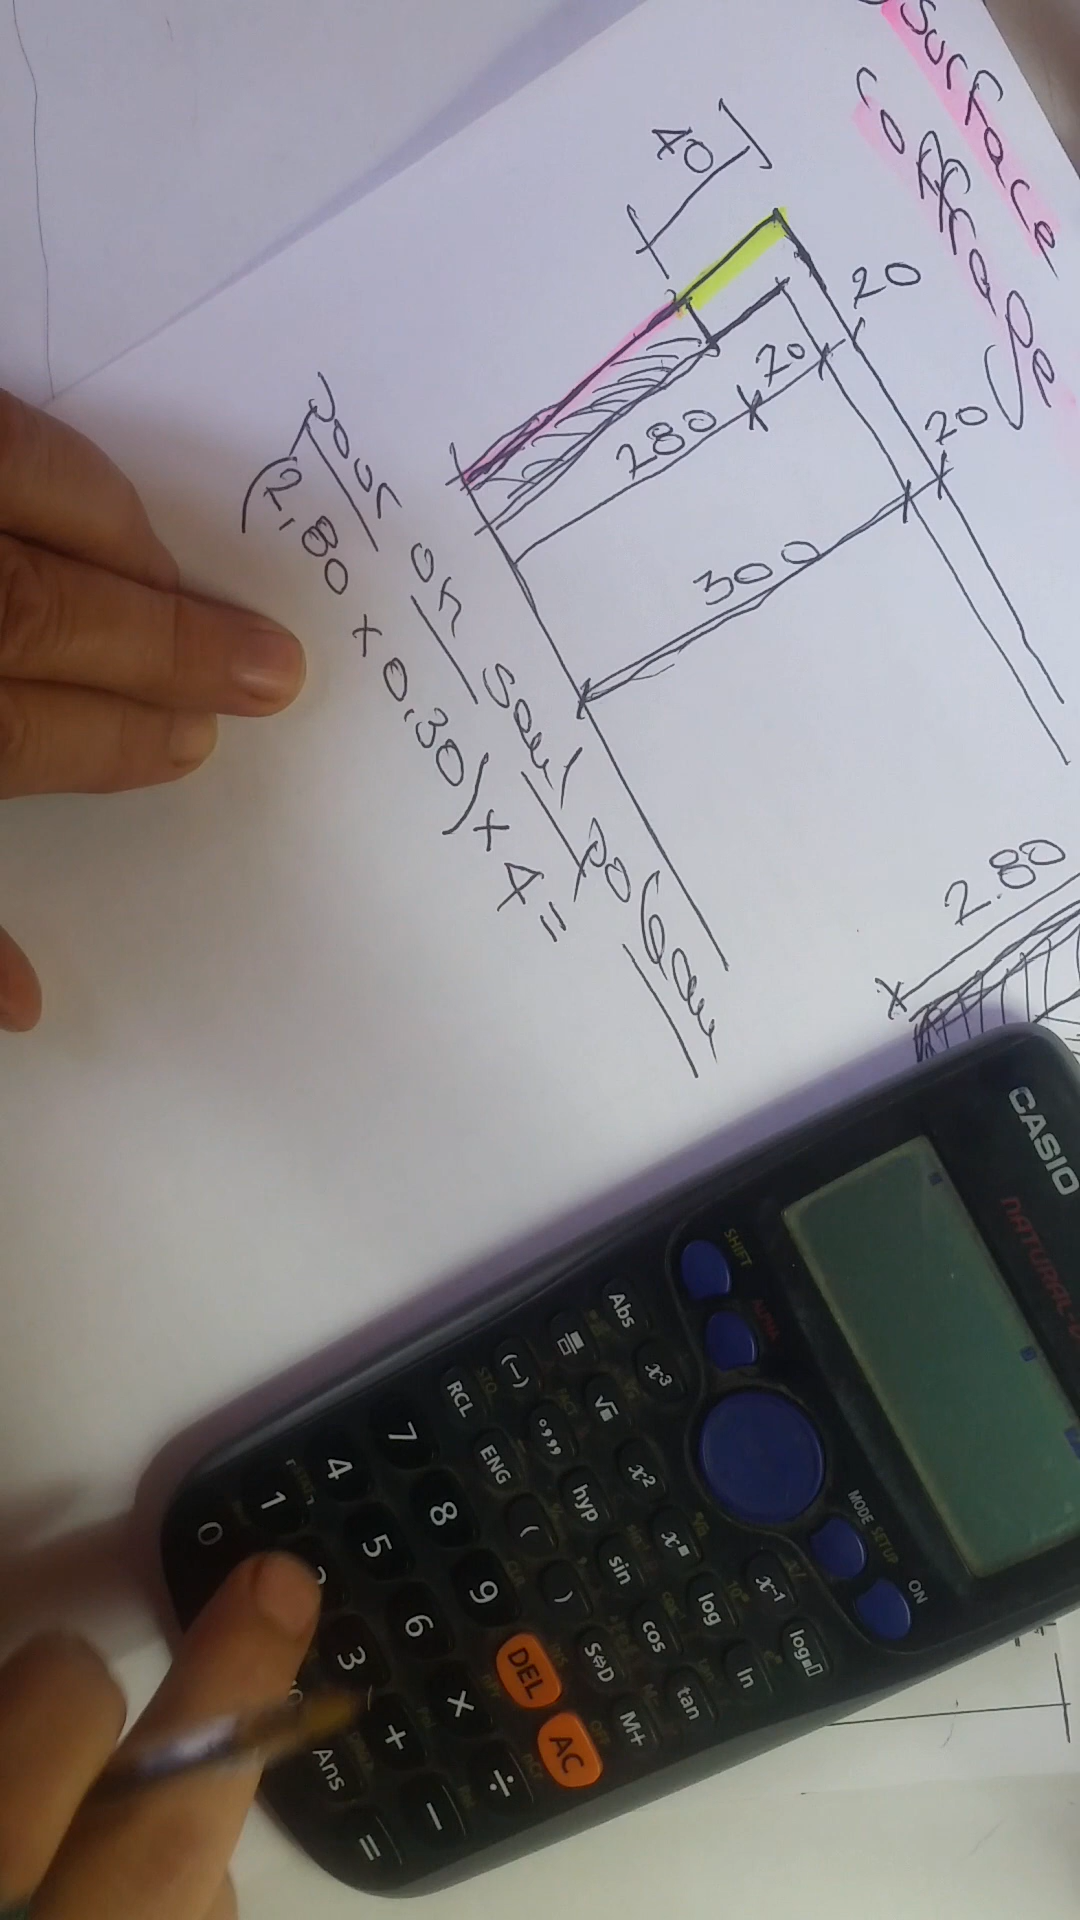 Surface
coffrage
40
20
20
280
20
300
2.80
pour un seul poteau
(2,80 x 0,30) x 4 =
CASIO
SHIFT
ALPHA
MODE SETUP ON
Abs x³ x⁻¹ log
√ x² log ln
(-) hyp sin cos tan
RCL ENG ( ) S⇔D M+
7 8 9 DEL AC
4 5 6 × ÷
1 3 + −
0 Ans =